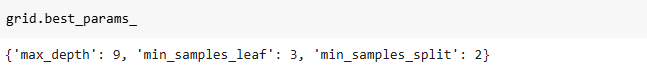 grid.best_params_
{'max_depth': 9, 'min_samples_leaf': 3, 'min_samples_split': 2}